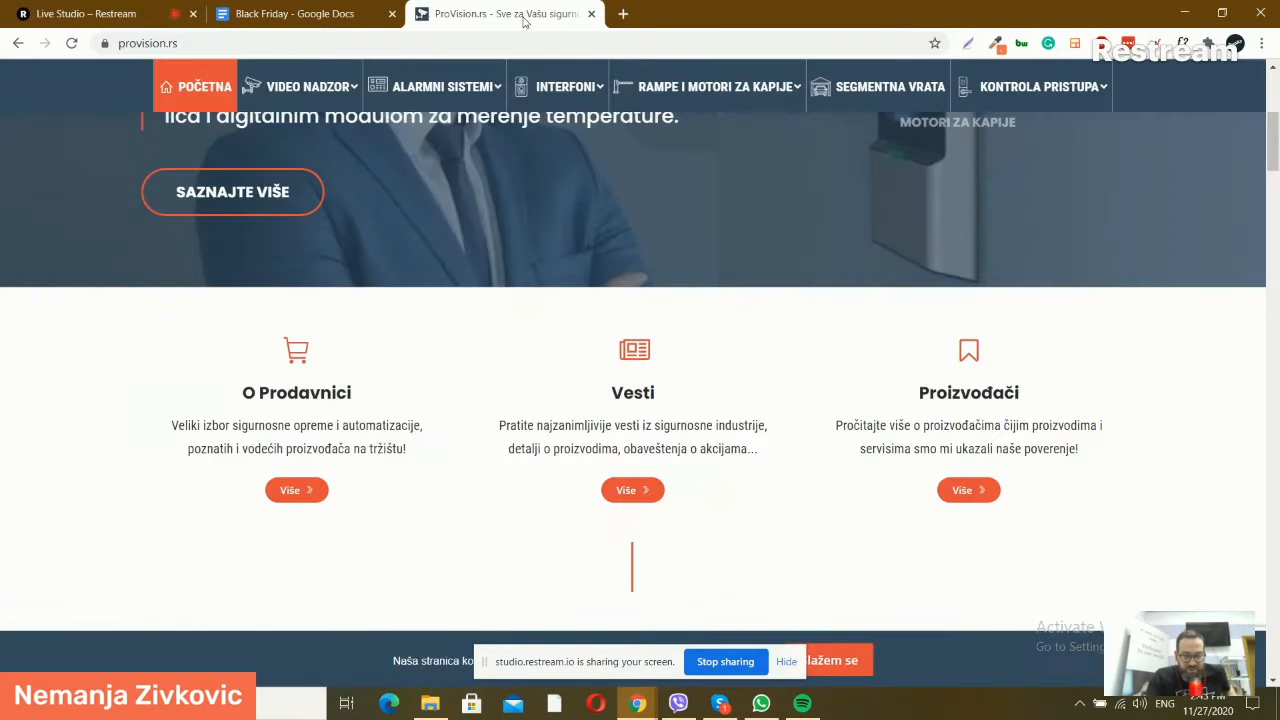 Live Studio – Restream
Black Friday - Google Docs
ProVision.rs - Sve za Vašu sigurn
provision.rs
Restream
POČETNA
VIDEO NADZOR
ALARMNI SISTEMI
INTERFONI
RAMPE I MOTORI ZA KAPIJE
SEGMENTNA VRATA
KONTROLA PRISTUPA
lica i digitalnim modulom za merenje temperature.
MOTORI ZA KAPIJE
SAZNAJTE VIŠE
O Prodavnici
Veliki izbor sigurnosne opreme i automatizacije,
poznatih i vodećih proizvođača na tržištu!
Više
Vesti
Pratite najzanimljivije vesti iz sigurnosne industrije,
detalji o proizvodima, obaveštenja o akcijama...
Više
Proizvođači
Pročitajte više o proizvođačima čijim proizvodima i
servisima smo mi ukazali naše poverenje!
Više
Activate
Go to Setting
Naša stranica ko
studio.restream.io is sharing your screen.
Stop sharing
Hide
lažem se
Nemanja Zivkovic
ENG
11/27/2020